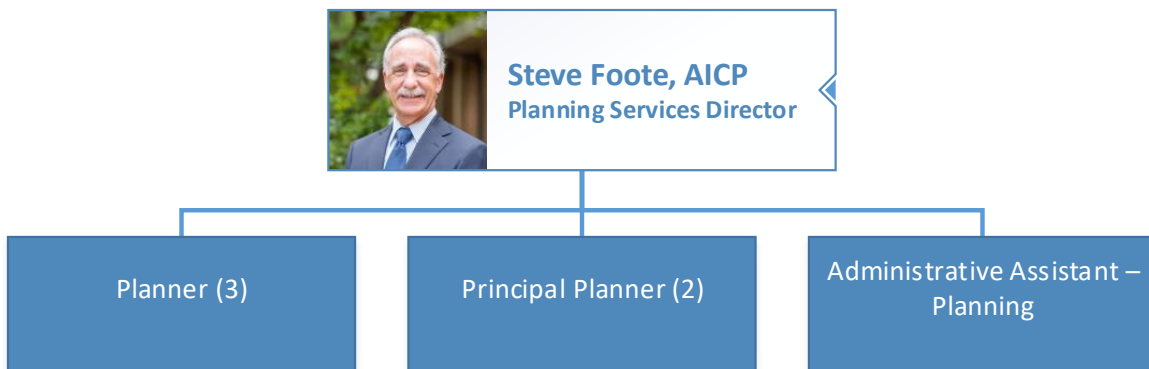 Steve Foote, AICP
Planning Services Director
Planner (3)
Principal Planner (2)
Administrative Assistant –
Planning